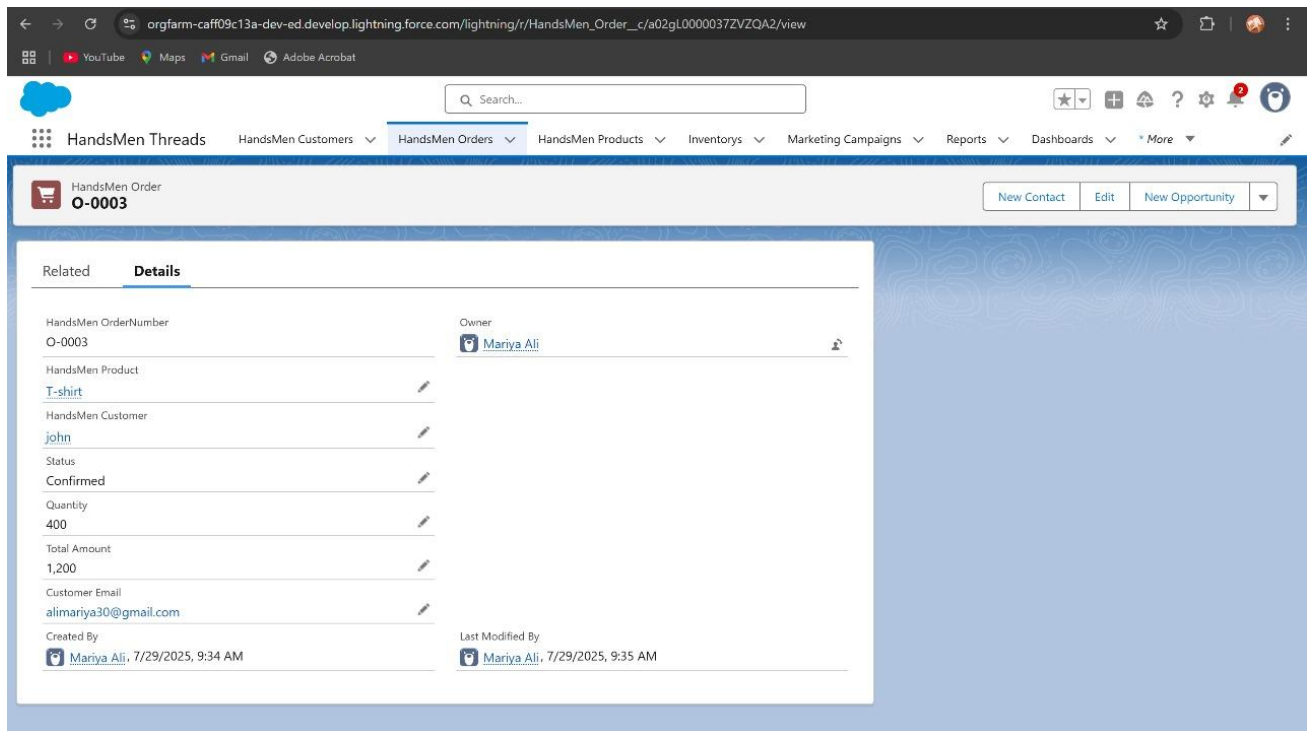 orgfarm-caff09c13a-dev-ed.develop.lightning.force.com/lightning/r/HandsMen_Order__c/a02gL0000037ZVZQA2/view
YouTube Maps Gmail Adobe Acrobat
Search...
2
HandsMen Threads HandsMen Customers HandsMen Orders HandsMen Products Inventorys Marketing Campaigns Reports Dashboards * More
HandsMen Order
O-0003
New Contact Edit New Opportunity
Related Details
HandsMen OrderNumber
O-0003
Owner
Mariya Ali
HandsMen Product
T-shirt
HandsMen Customer
john
Status
Confirmed
Quantity
400
Total Amount
1,200
Customer Email
alimariya30@gmail.com
Created By
Mariya Ali, 7/29/2025, 9:34 AM
Last Modified By
Mariya Ali, 7/29/2025, 9:35 AM